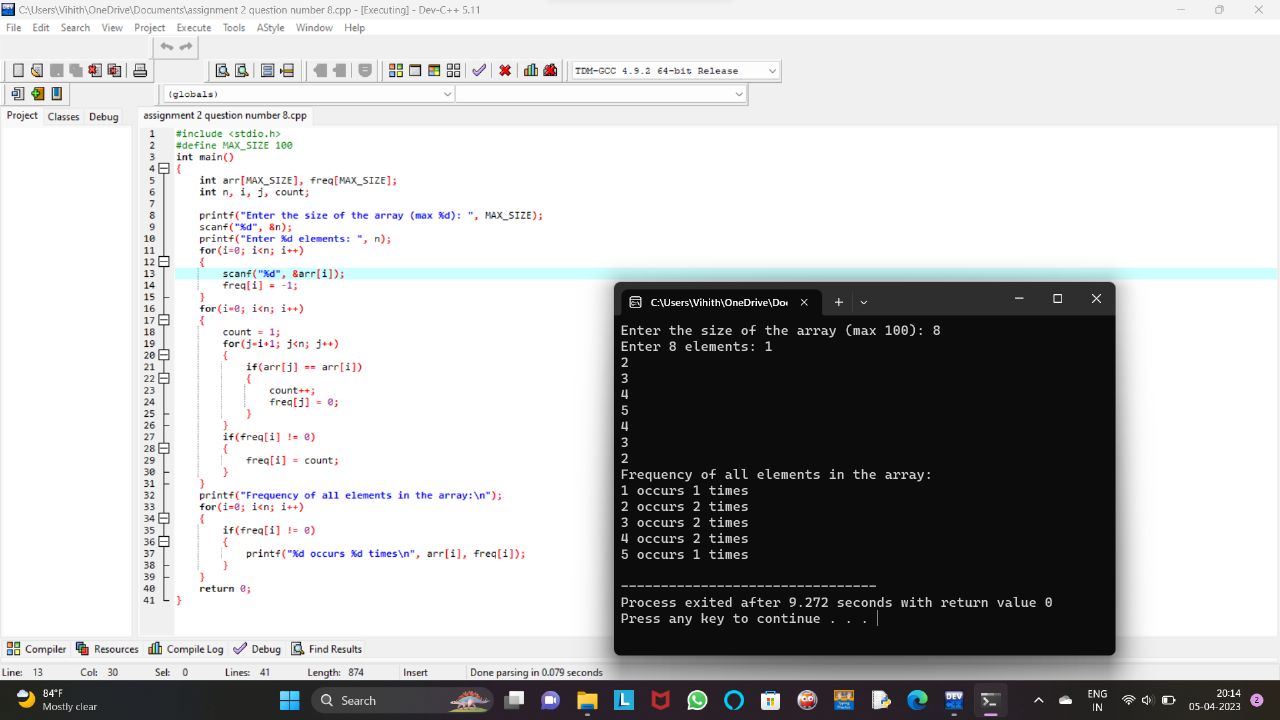 C:\Users\Vihith\OneDrive\Documents\assignment 2 question number 8.cpp - [Executing] - Dev-C++ 5.11
File Edit Search View Project Execute Tools AStyle Window Help
TDM-GCC 4.9.2 64-bit Release
(globals)
Project Classes Debug
assignment 2 question number 8.cpp
1 #include <stdio.h>
2 #define MAX_SIZE 100
3 int main()
4 {
5 int arr[MAX_SIZE], freq[MAX_SIZE];
6 int n, i, j, count;
7
8 printf("Enter the size of the array (max %d): ", MAX_SIZE);
9 scanf("%d", &n);
10 printf("Enter %d elements: ", n);
11 for(i=0; i<n; i++)
12 {
13 scanf("%d", &arr[i]);
14 freq[i] = -1;
15 }
16 for(i=0; i<n; i++)
17 {
18 count = 1;
19 for(j=i+1; j<n; j++)
20 {
21 if(arr[j] == arr[i])
22 {
23 count++;
24 freq[j] = 0;
25 }
26 }
27 if(freq[i] != 0)
28 {
29 freq[i] = count;
30 }
31 }
32 printf("Frequency of all elements in the array:\n");
33 for(i=0; i<n; i++)
34 {
35 if(freq[i] != 0)
36 {
37 printf("%d occurs %d times\n", arr[i], freq[i]);
38 }
39 }
40 return 0;
41 }
C:\Users\Vihith\OneDrive\Do
Enter the size of the array (max 100): 8
Enter 8 elements: 1
2
3
4
5
4
3
2
Frequency of all elements in the array:
1 occurs 1 times
2 occurs 2 times
3 occurs 2 times
4 occurs 2 times
5 occurs 1 times
--------------------------------
Process exited after 9.272 seconds with return value 0
Press any key to continue . . .
Compiler Resources Compile Log Debug Find Results
Line: 13 Col: 30 Sel: 0 Lines: 41 Length: 874 Insert Done parsing in 0.079 seconds
84°F
Mostly clear
Search
L
DEV
ENG
IN
20:14
05-04-2023
2